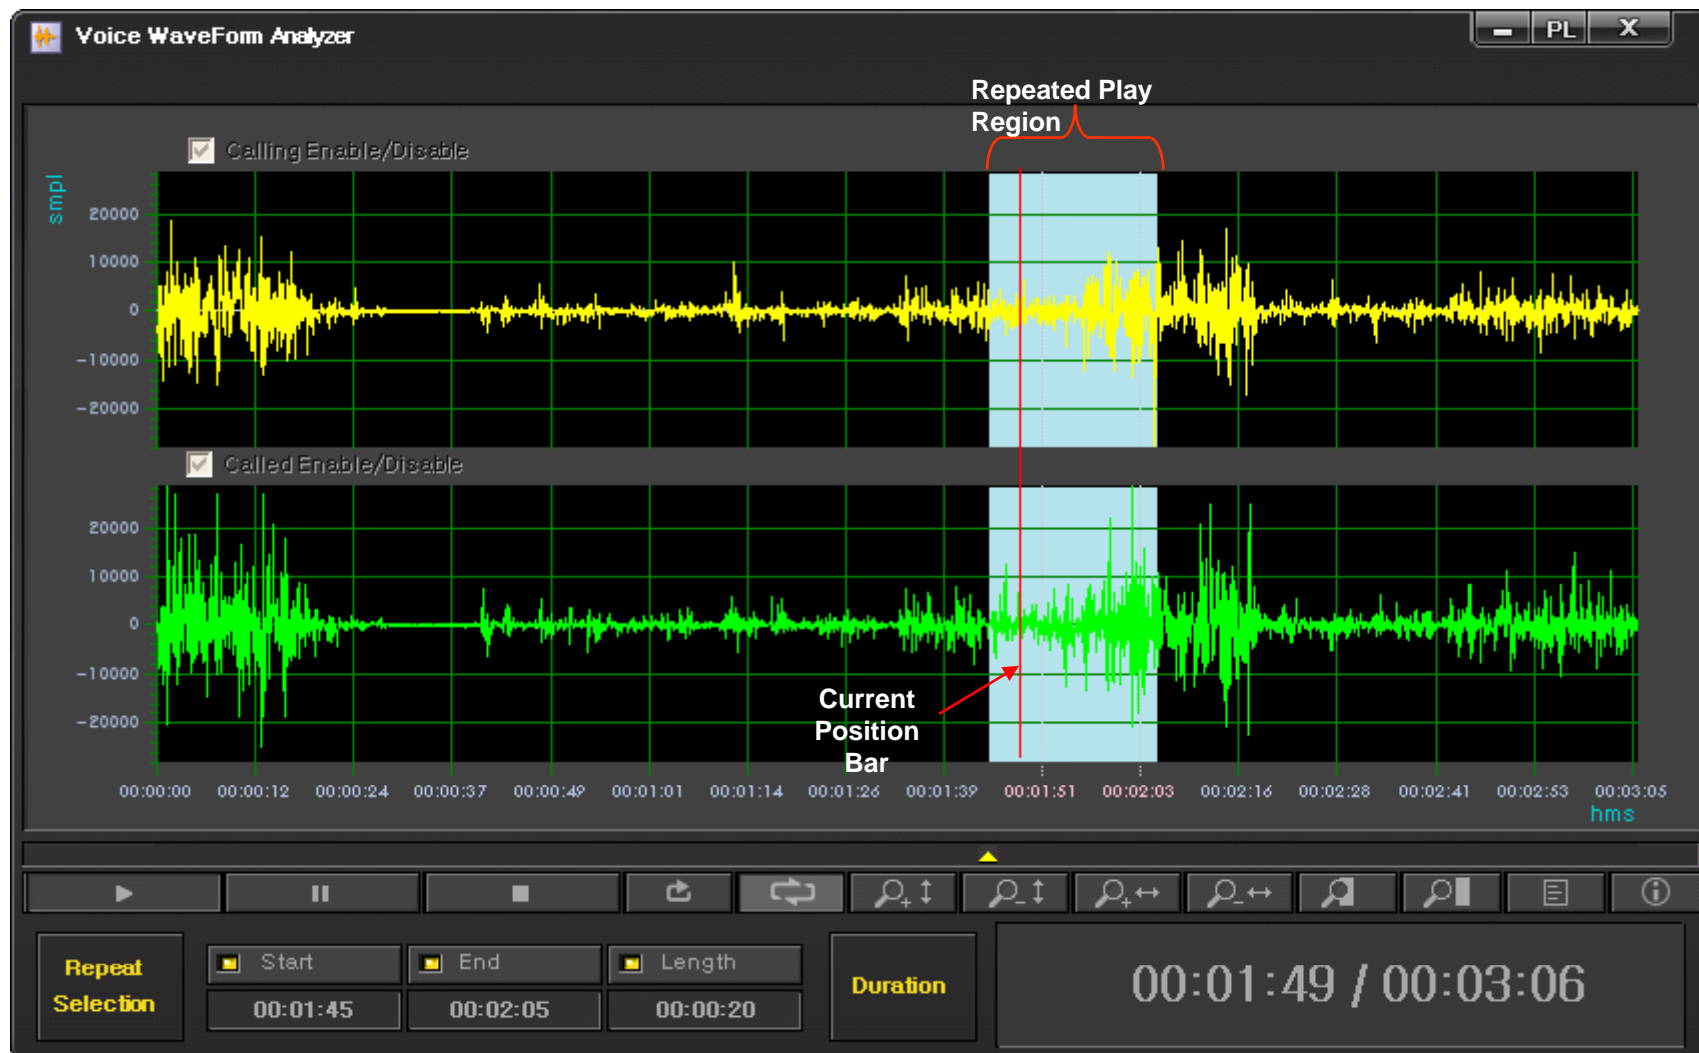 Voice WaveForm Analyzer
PL X
Repeated Play
Region
Calling Enable/Disable
smpl
20000
10000
0
-10000
-20000
Called Enable/Disable
20000
10000
0
-10000
-20000
Current
Position
Bar
00:00:00 00:00:12 00:00:24 00:00:37 00:00:49 00:01:01 00:01:14 00:01:26 00:01:39 00:01:51 00:02:03 00:02:16 00:02:28 00:02:41 00:02:53 00:03:05
hms
Repeat
Selection
Start End Length
00:01:45 00:02:05 00:00:20
Duration
00:01:49 / 00:03:06